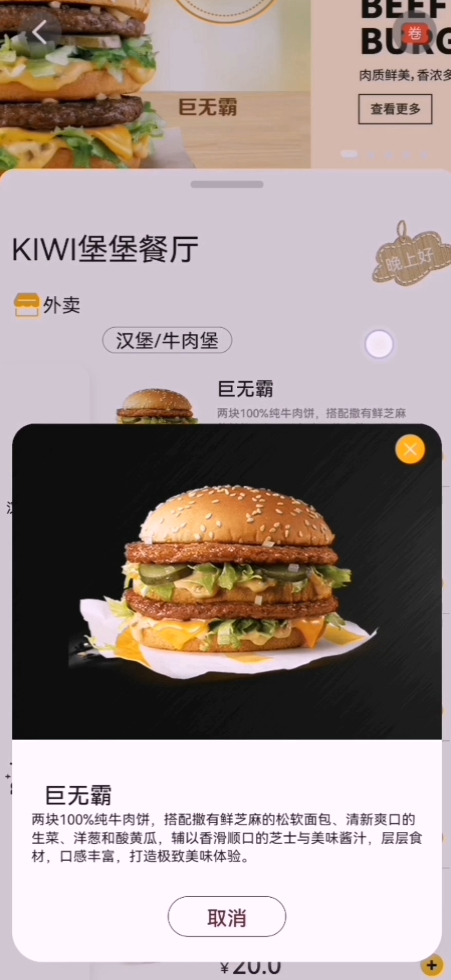 BEEF
BURG
卷
肉质鲜美，香浓多
巨无霸
查看更多
KIWI堡堡餐厅
晚上好
外卖
汉堡/牛肉堡
巨无霸
两块100%纯牛肉饼，搭配撒有鲜芝麻
巨无霸
两块100%纯牛肉饼，搭配撒有鲜芝麻的松软面包、清新爽口的
生菜、洋葱和酸黄瓜，辅以香滑顺口的芝士与美味酱汁，层层食
材，口感丰富，打造极致美味体验。
取消
¥20.0